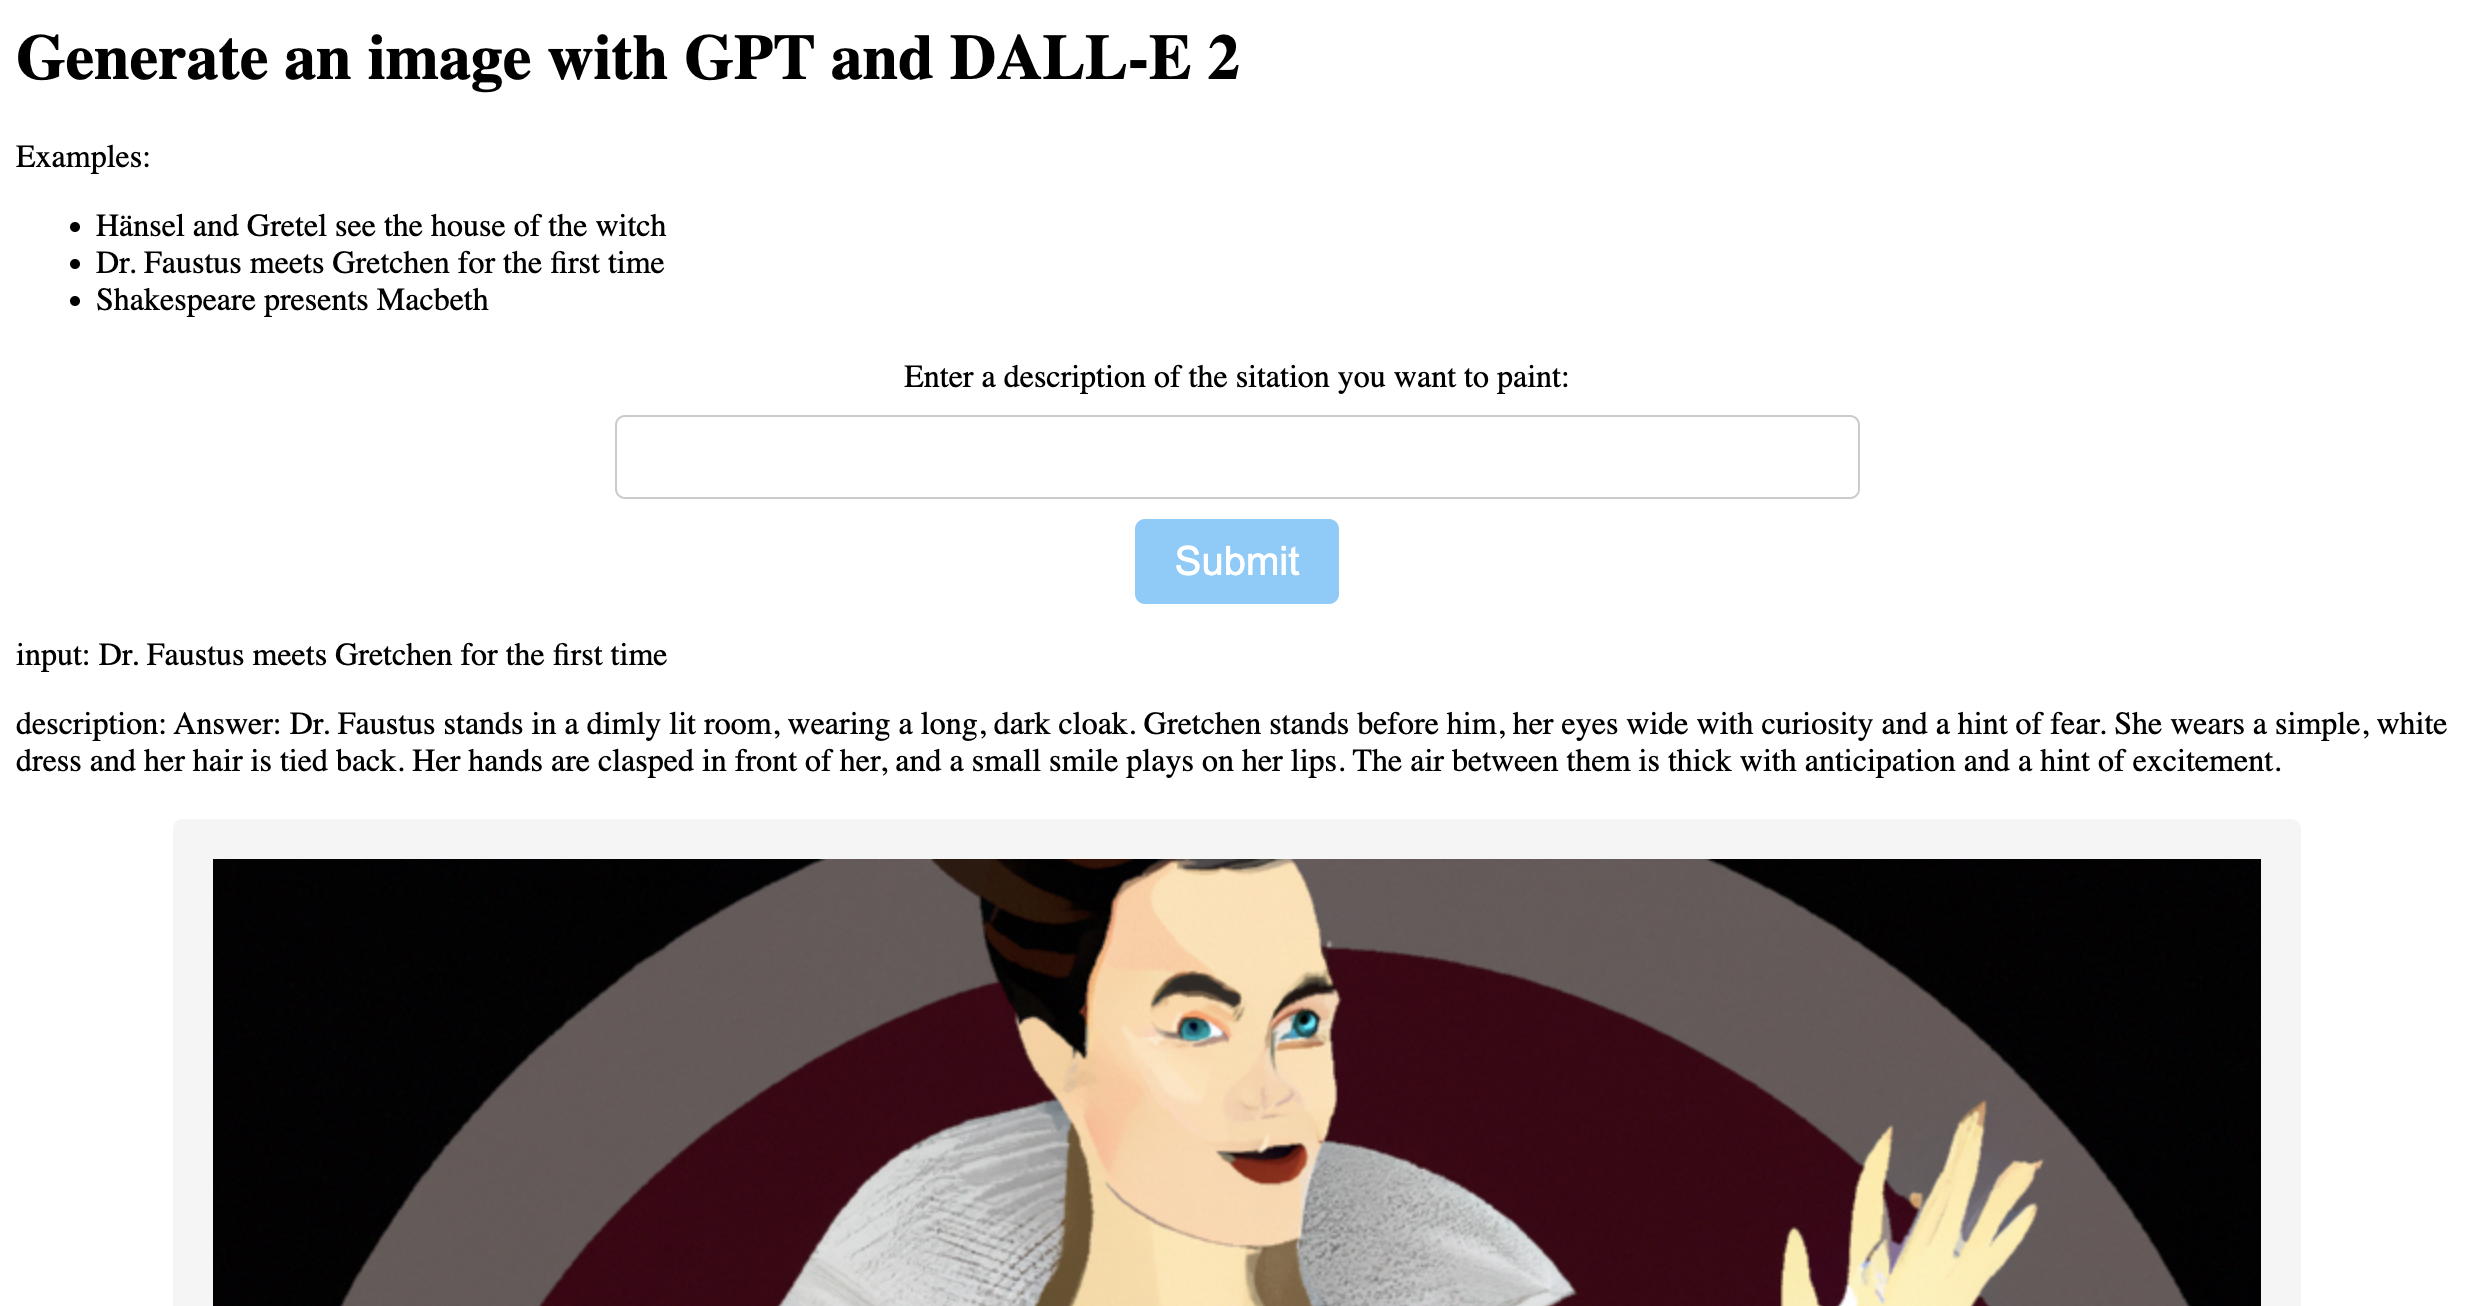 Generate an image with GPT and DALL-E 2
Examples:
• Hänsel and Gretel see the house of the witch
• Dr. Faustus meets Gretchen for the first time
• Shakespeare presents Macbeth
Enter a description of the sitation you want to paint:
Submit
input: Dr. Faustus meets Gretchen for the first time
description: Answer: Dr. Faustus stands in a dimly lit room, wearing a long, dark cloak. Gretchen stands before him, her eyes wide with curiosity and a hint of fear. She wears a simple, white
dress and her hair is tied back. Her hands are clasped in front of her, and a small smile plays on her lips. The air between them is thick with anticipation and a hint of excitement.